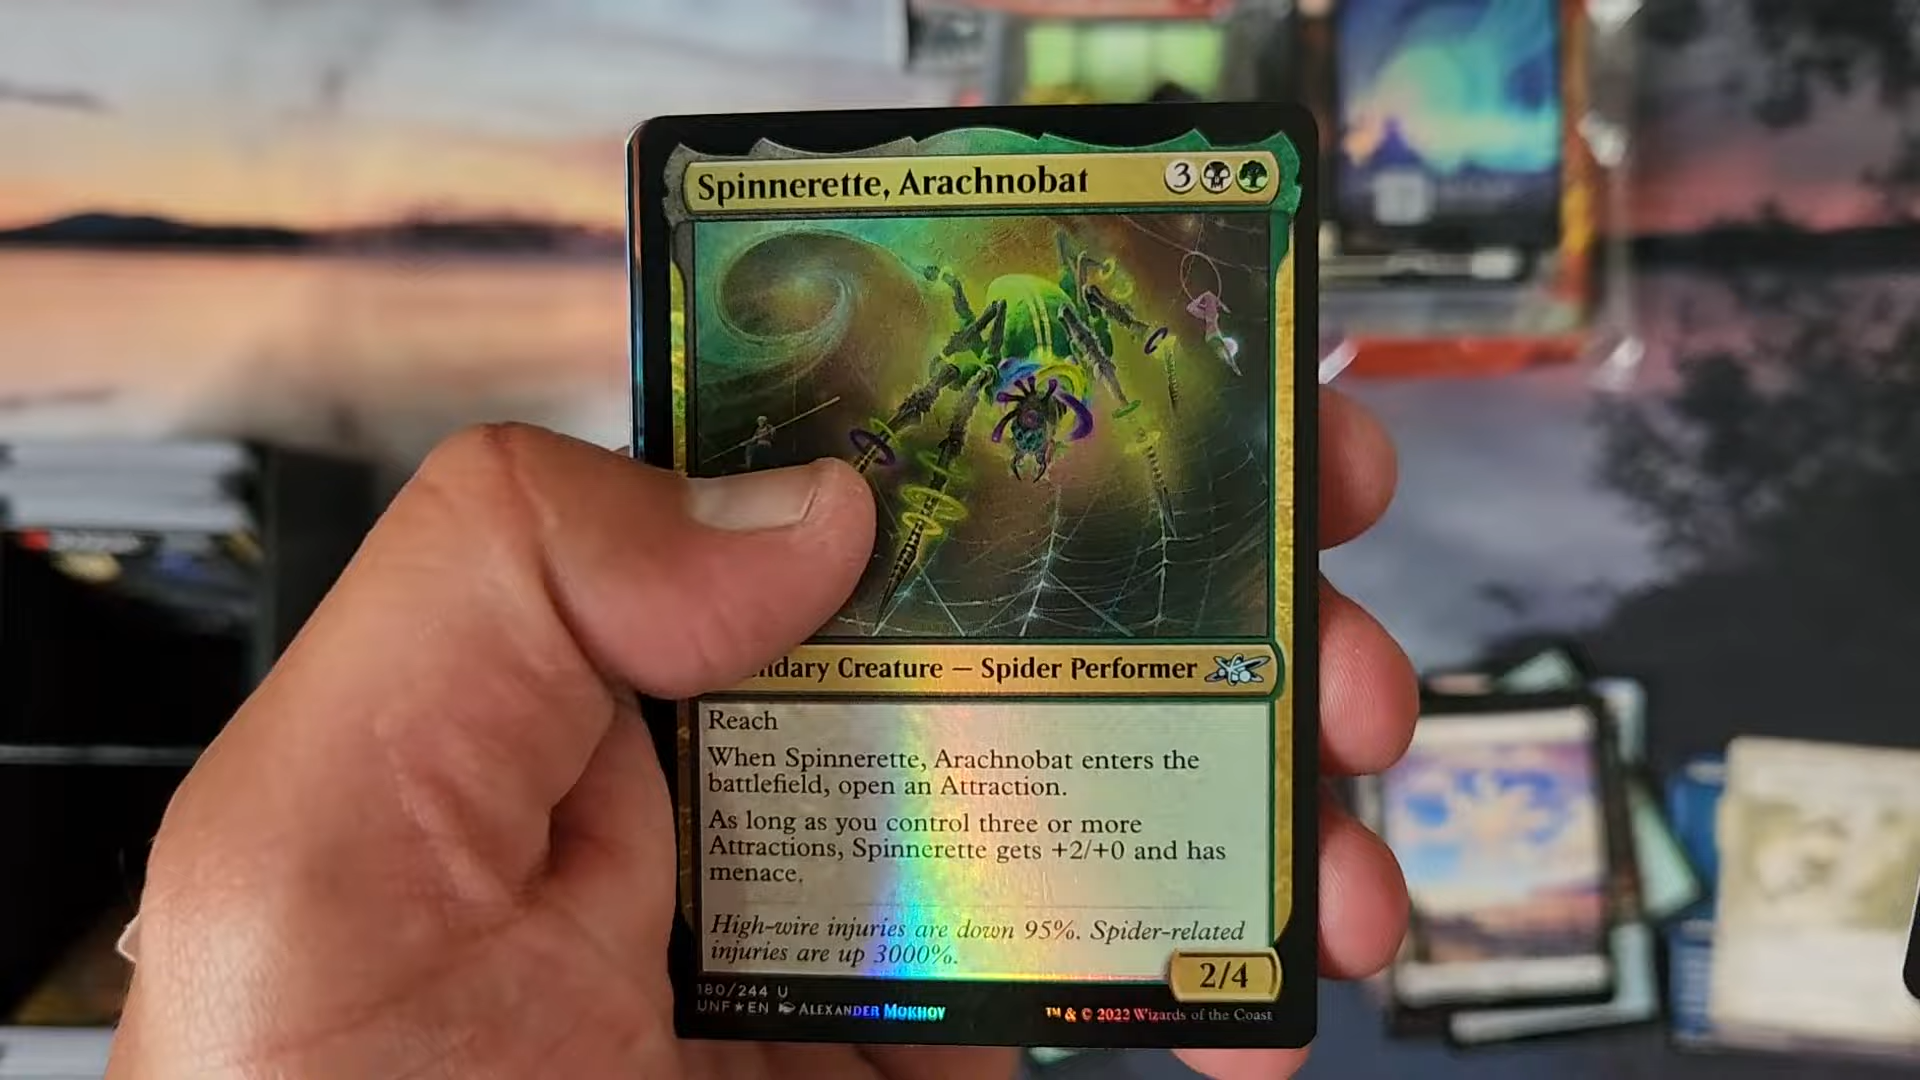 Spinnerette, Arachnobat 3
ndary Creature — Spider Performer
Reach
When Spinnerette, Arachnobat enters the
battlefield, open an Attraction.
As long as you control three or more
Attractions, Spinnerette gets +2/+0 and has
menace.
High-wire injuries are down 95%. Spider-related
injuries are up 3000%.
2/4
180/244 U
UNF★EN ALEXANDER MOKHOV
™ & © 2022 Wizards of the Coast